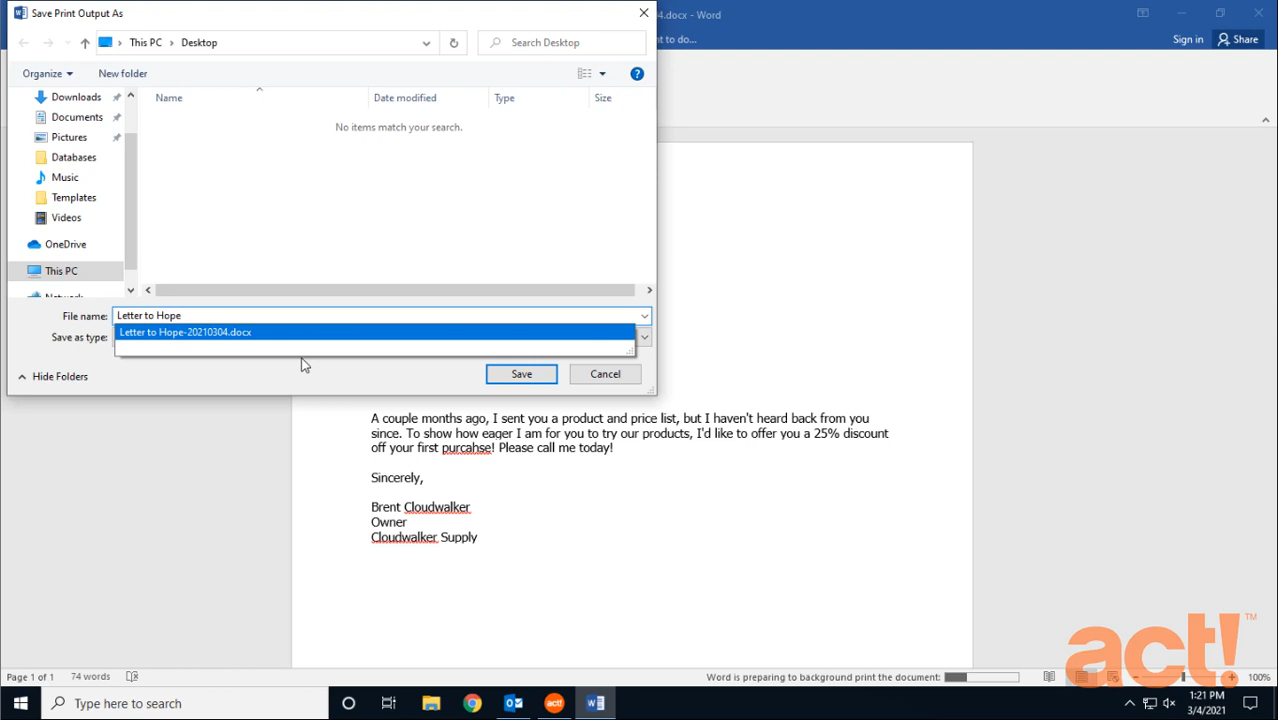 Save Print Output As
4.docx - Word
This PC
Desktop
Search Desktop
t to do...
Sign in
Share
Organize
New folder
?
Downloads
Documents
Pictures
Databases
Music
Templates
Videos
OneDrive
This PC
Name
Date modified
Type
Size
No items match your search.
File name:
Letter to Hope
Letter to Hope-20210304.docx
Save as type:
Hide Folders
Save
Cancel
A couple months ago, I sent you a product and price list, but I haven't heard back from you
since. To show how eager I am for you to try our products, I'd like to offer you a 25% discount
off your first purcahse! Please call me today!
Sincerely,
Brent Cloudwalker
Owner
Cloudwalker Supply
act!™
Page 1 of 1
74 words
Word is preparing to background print the document:
100%
Type here to search
act!
1:21 PM
3/4/2021